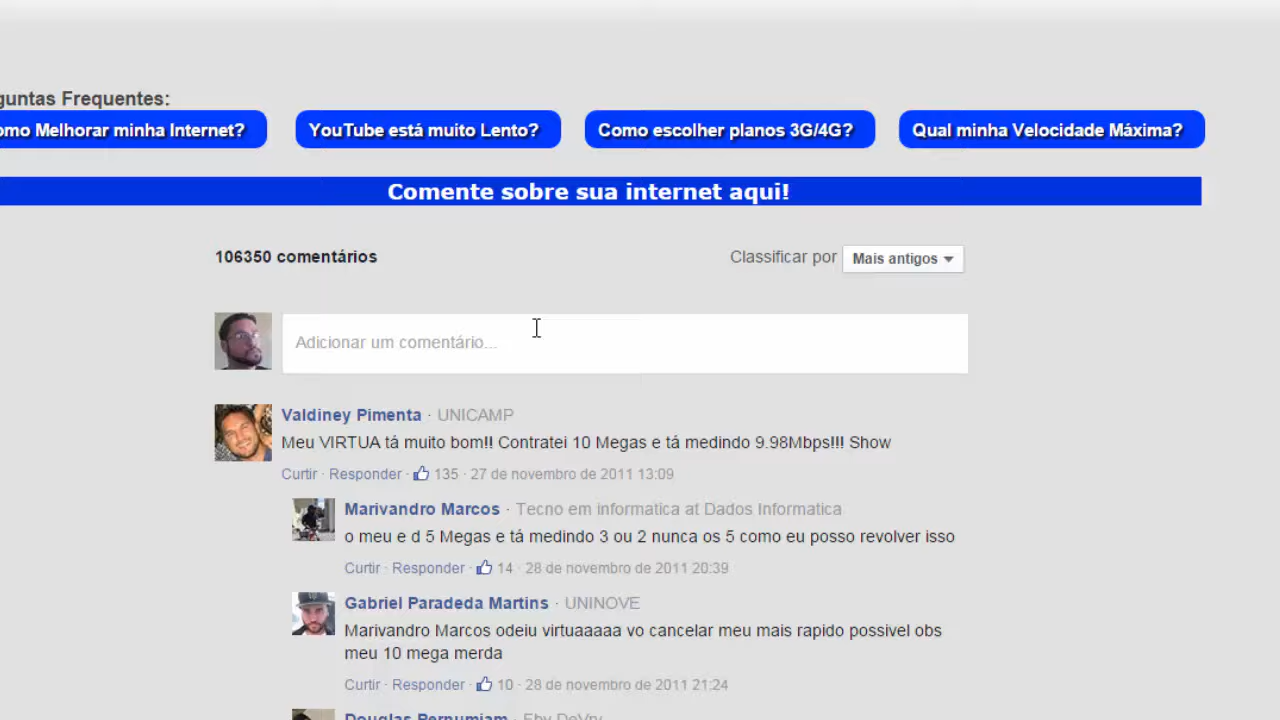 guntas Frequentes:
omo Melhorar minha Internet?
YouTube está muito Lento?
Como escolher planos 3G/4G?
Qual minha Velocidade Máxima?
Comente sobre sua internet aqui!
106350 comentários
Classificar por Mais antigos
Adicionar um comentário...
Valdiney Pimenta · UNICAMP
Meu VIRTUA tá muito bom!! Contratei 10 Megas e tá medindo 9.98Mbps!!! Show
Curtir · Responder · 135 · 27 de novembro de 2011 13:09
Marivandro Marcos · Tecno em informatica at Dados Informatica
o meu e d 5 Megas e tá medindo 3 ou 2 nunca os 5 como eu posso revolver isso
Curtir · Responder · 14 · 28 de novembro de 2011 20:39
Gabriel Paradeda Martins · UNINOVE
Marivandro Marcos odeiu virtuaaaaa vo cancelar meu mais rapido possivel obs
meu 10 mega merda
Curtir · Responder · 10 · 28 de novembro de 2011 21:24
Douglas